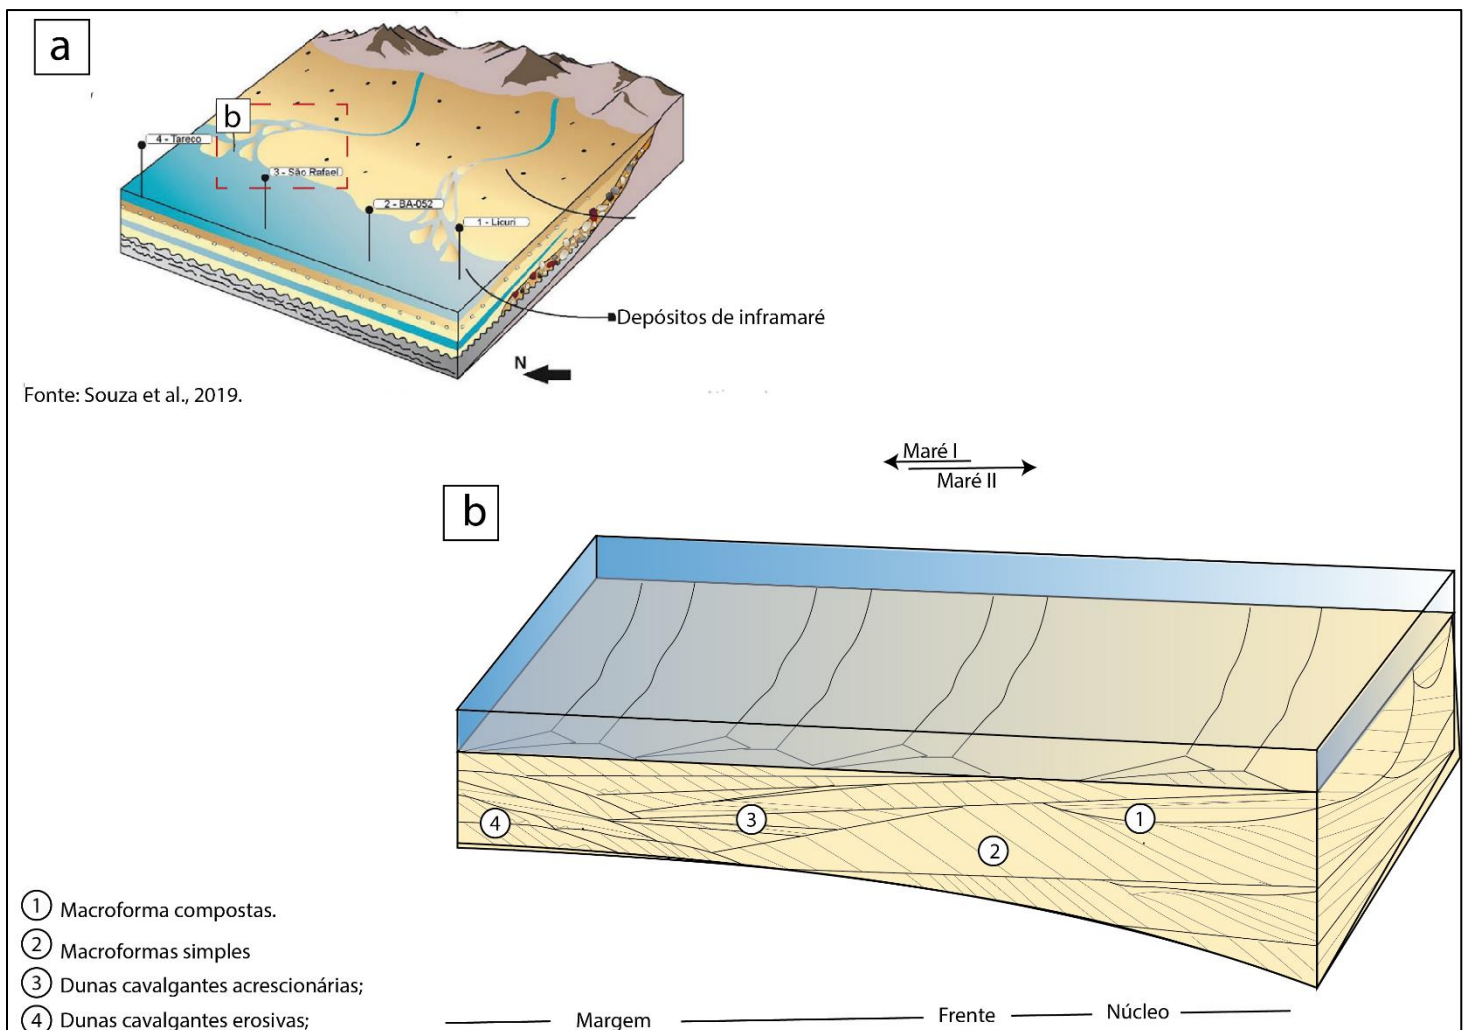 a
b
4 - Tareco
3 - São Rafael
2 - BA-052
1 - Licuri
Depósitos de inframaré
N
Fonte: Souza et al., 2019.
Maré I
Maré II
b
4
3
1
2
1 Macroforma compostas.
2 Macroformas simples
3 Dunas cavalgantes acrescionárias;
4 Dunas cavalgantes erosivas;
Margem Frente Núcleo